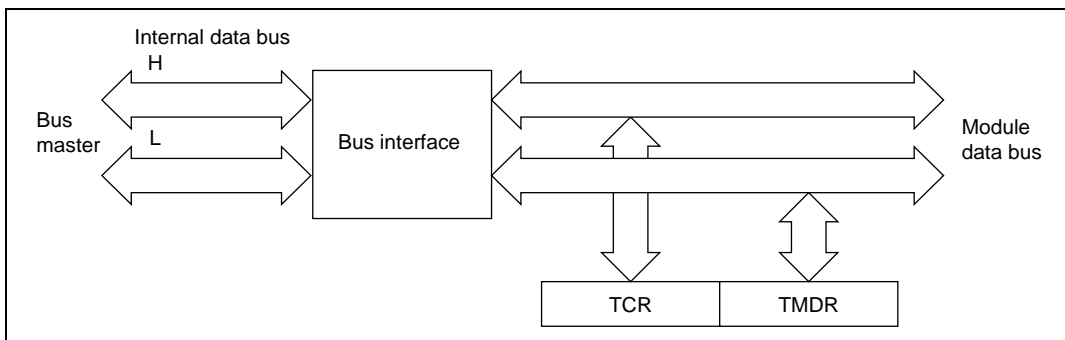 Internal data bus
H
Bus
master
L
Bus interface
Module
data bus
TCR
TMDR